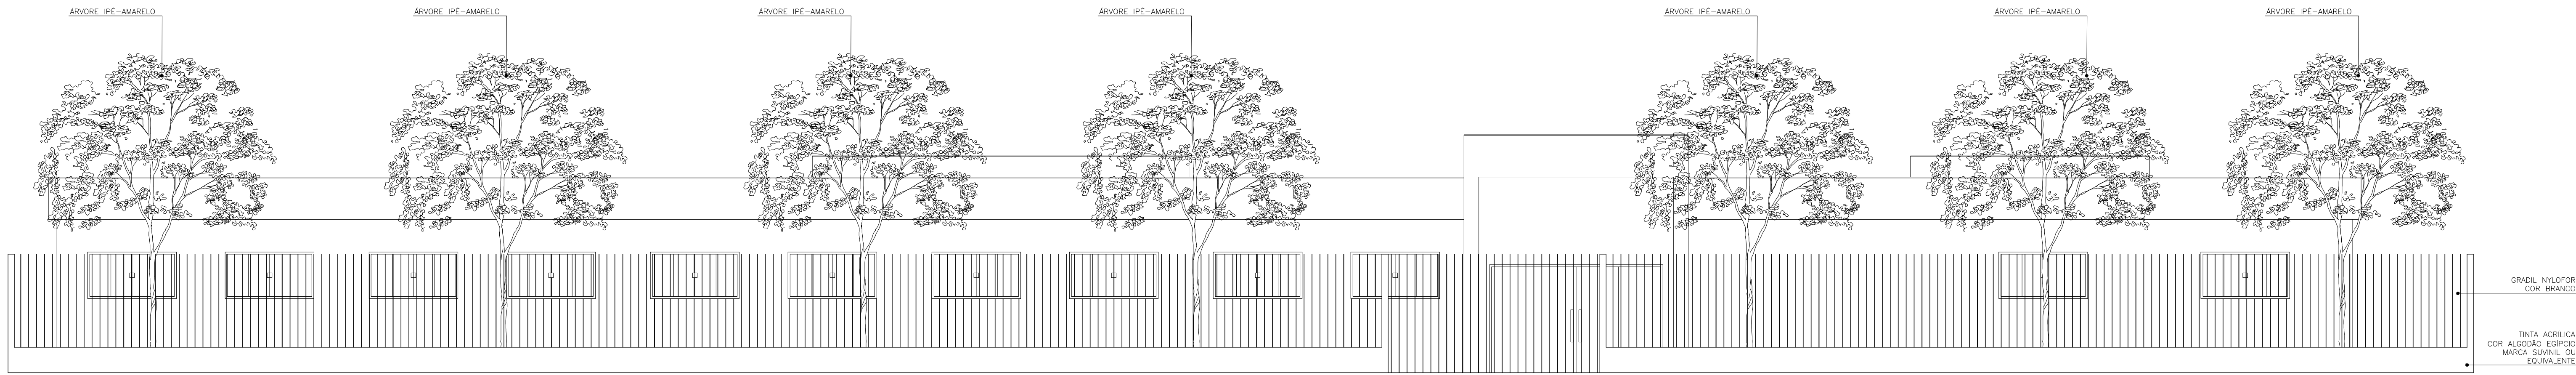 ÁRVORE IPÊ-AMARELO
ÁRVORE IPÊ-AMARELO
ÁRVORE IPÊ-AMARELO
ÁRVORE IPÊ-AMARELO
ÁRVORE IPÊ-AMARELO
ÁRVORE IPÊ-AMARELO
ÁRVORE IPÊ-AMARELO
GRADIL NYLOFOR
COR BRANCO
TINTA ACRÍLICA
COR ALGODÃO EGÍPCIO
MARCA SUVINIL OU
EQUIVALENTE